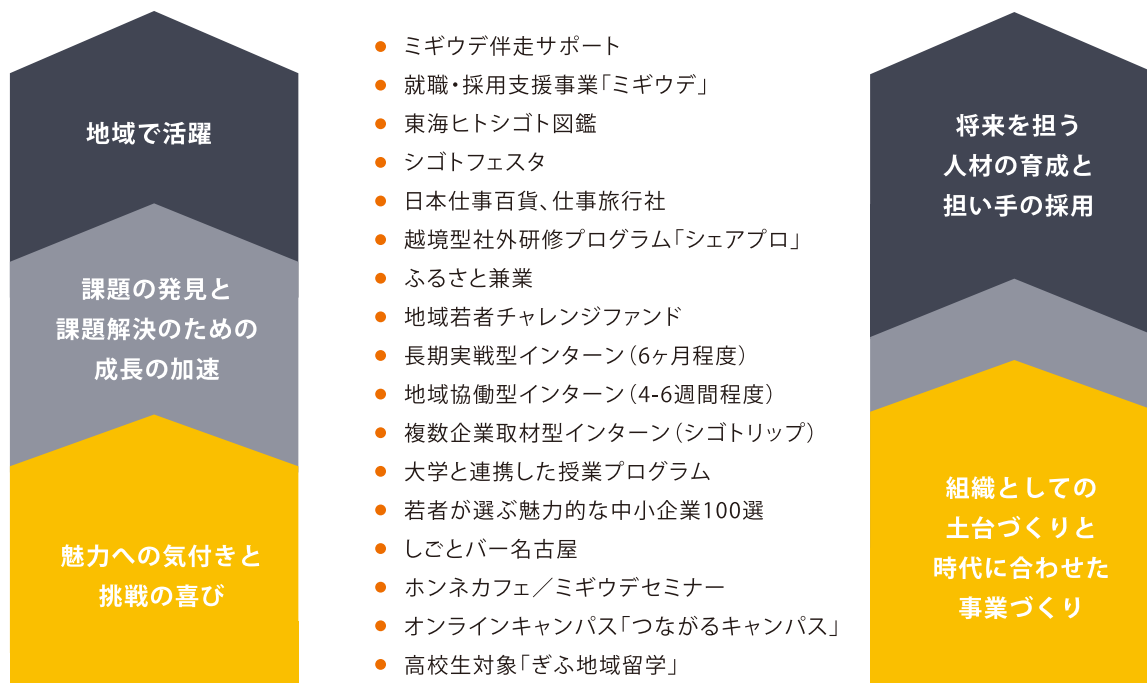 地域で活躍
課題の発見と
課題解決のための
成長の加速
魅力への気付きと
挑戦の喜び
ミギウデ伴走サポート
就職・採用支援事業「ミギウデ」
東海ヒトシゴト図鑑
シゴトフェスタ
日本仕事百貨、仕事旅行社
越境型社外研修プログラム「シェアプロ」
ふるさと兼業
地域若者チャレンジファンド
長期実戦型インターン（6ヶ月程度）
地域協働型インターン（4-6週間程度）
複数企業取材型インターン（シゴトリップ）
大学と連携した授業プログラム
若者が選ぶ魅力的な中小企業100選
しごとバー名古屋
ホンネカフェ／ミギウデセミナー
オンラインキャンパス「つながるキャンパス」
高校生対象「ぎふ地域留学」
将来を担う
人材の育成と
担い手の採用
組織としての
土台づくりと
時代に合わせた
事業づくり